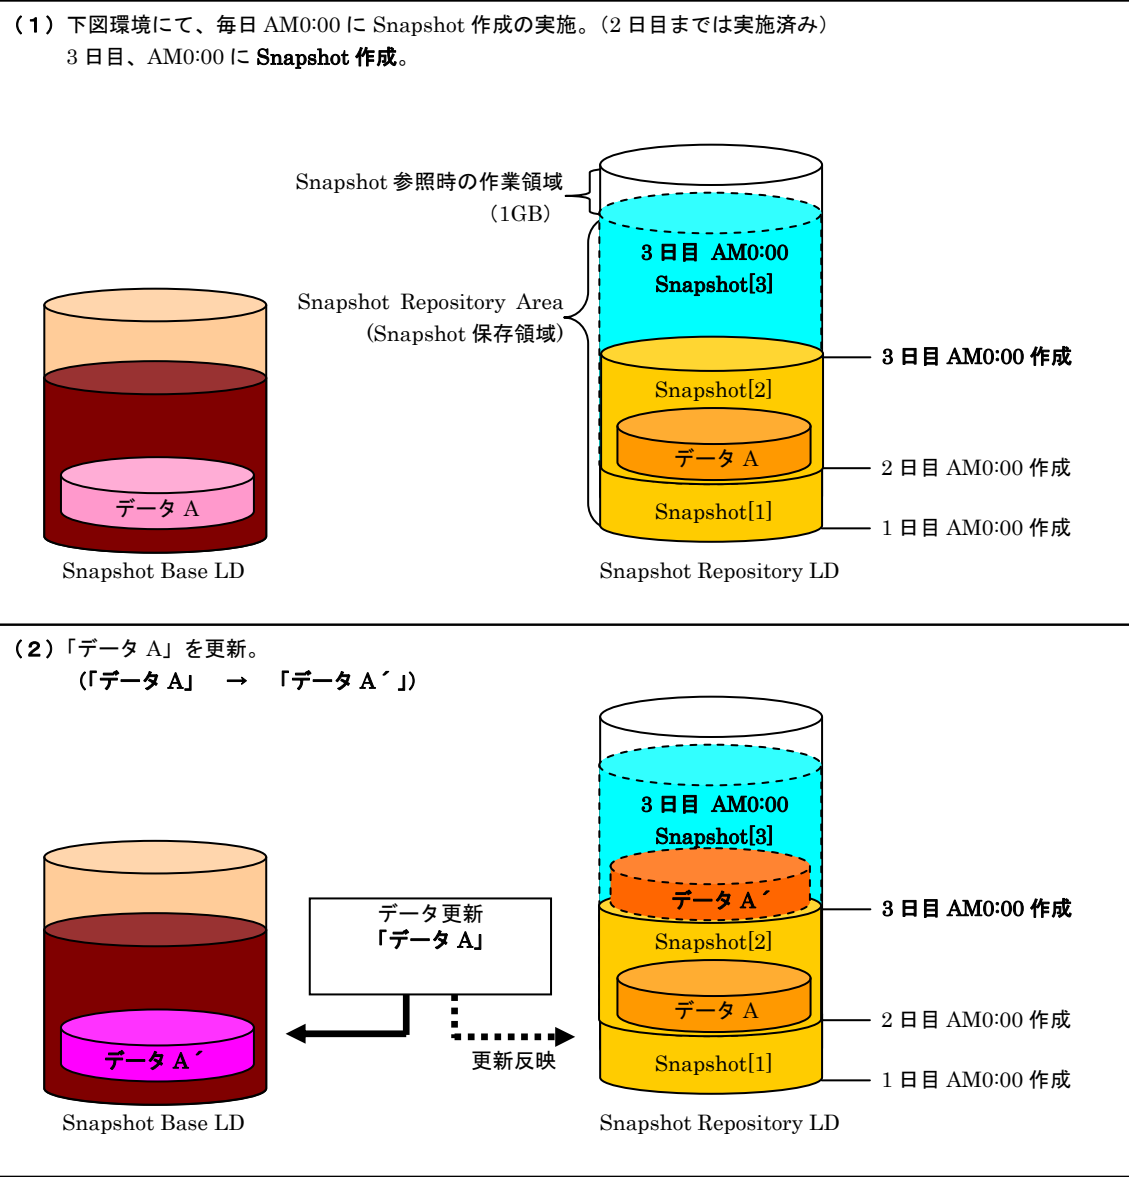 （１）下図環境にて、毎日 AM0:00 に Snapshot 作成の実施。（2 日目までは実施済み）
3 日目、AM0:00 に Snapshot 作成。
Snapshot 参照時の作業領域
（1GB）
3 日目 AM0:00
Snapshot[3]
Snapshot Repository Area
(Snapshot 保存領域)
3 日目 AM0:00 作成
Snapshot[2]
データ A
2 日目 AM0:00 作成
データ A
Snapshot[1]
1 日目 AM0:00 作成
Snapshot Base LD
Snapshot Repository LD
（２）「データ A」を更新。
（「データ A」 → 「データ A´」）
3 日目 AM0:00
Snapshot[3]
データ A´
3 日目 AM0:00 作成
データ更新
「データ A」
Snapshot[2]
データ A
2 日目 AM0:00 作成
データ A´
更新反映
Snapshot[1]
1 日目 AM0:00 作成
Snapshot Base LD
Snapshot Repository LD